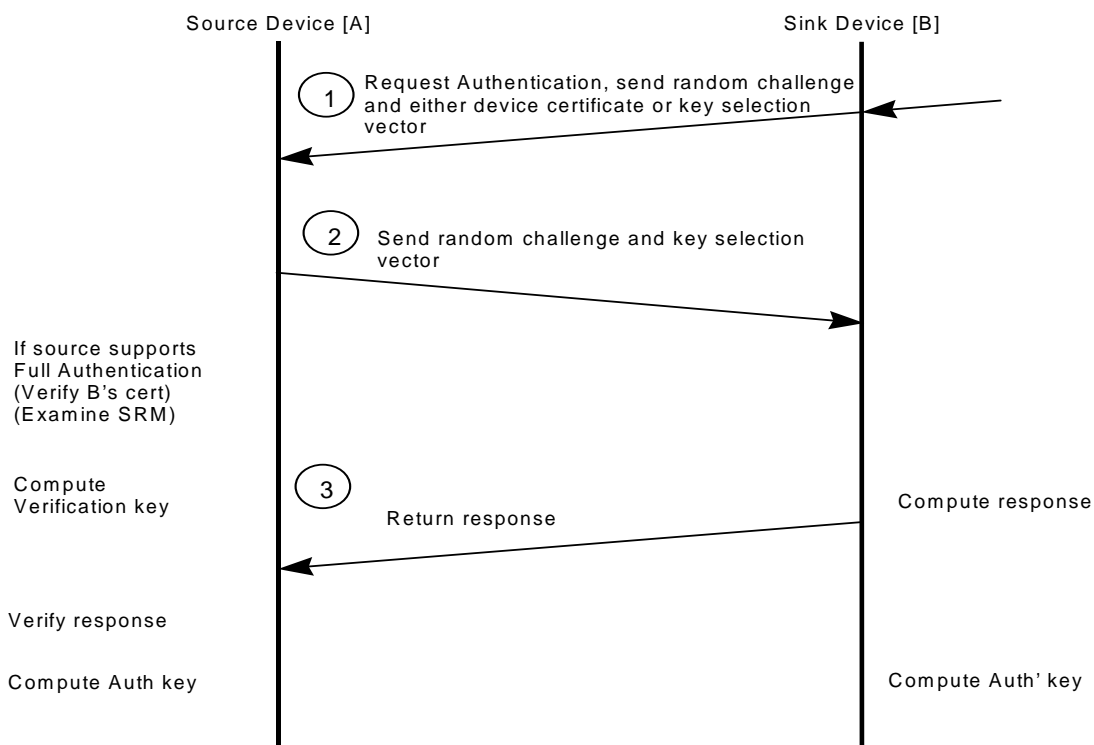 Source Device [A]
Sink Device [B]
1
Request Authentication, send random challenge
and either device certificate or key selection
vector
2
Send random challenge and key selection
vector
If source supports
Full Authentication
(Verify B's cert)
(Examine SRM)
Compute
Verification key
3
Return response
Compute response
Verify response
Compute Auth key
Compute Auth' key